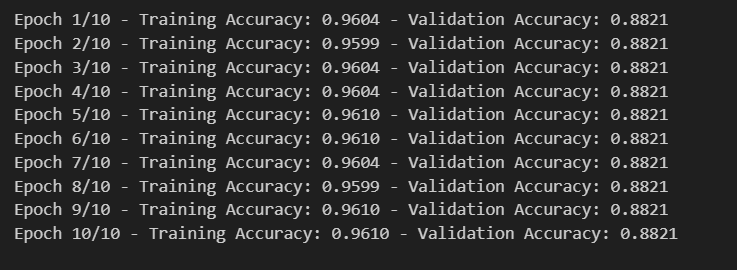 Epoch 1/10 - Training Accuracy: 0.9604 - Validation Accuracy: 0.8821
Epoch 2/10 - Training Accuracy: 0.9599 - Validation Accuracy: 0.8821
Epoch 3/10 - Training Accuracy: 0.9604 - Validation Accuracy: 0.8821
Epoch 4/10 - Training Accuracy: 0.9604 - Validation Accuracy: 0.8821
Epoch 5/10 - Training Accuracy: 0.9610 - Validation Accuracy: 0.8821
Epoch 6/10 - Training Accuracy: 0.9610 - Validation Accuracy: 0.8821
Epoch 7/10 - Training Accuracy: 0.9604 - Validation Accuracy: 0.8821
Epoch 8/10 - Training Accuracy: 0.9599 - Validation Accuracy: 0.8821
Epoch 9/10 - Training Accuracy: 0.9610 - Validation Accuracy: 0.8821
Epoch 10/10 - Training Accuracy: 0.9610 - Validation Accuracy: 0.8821